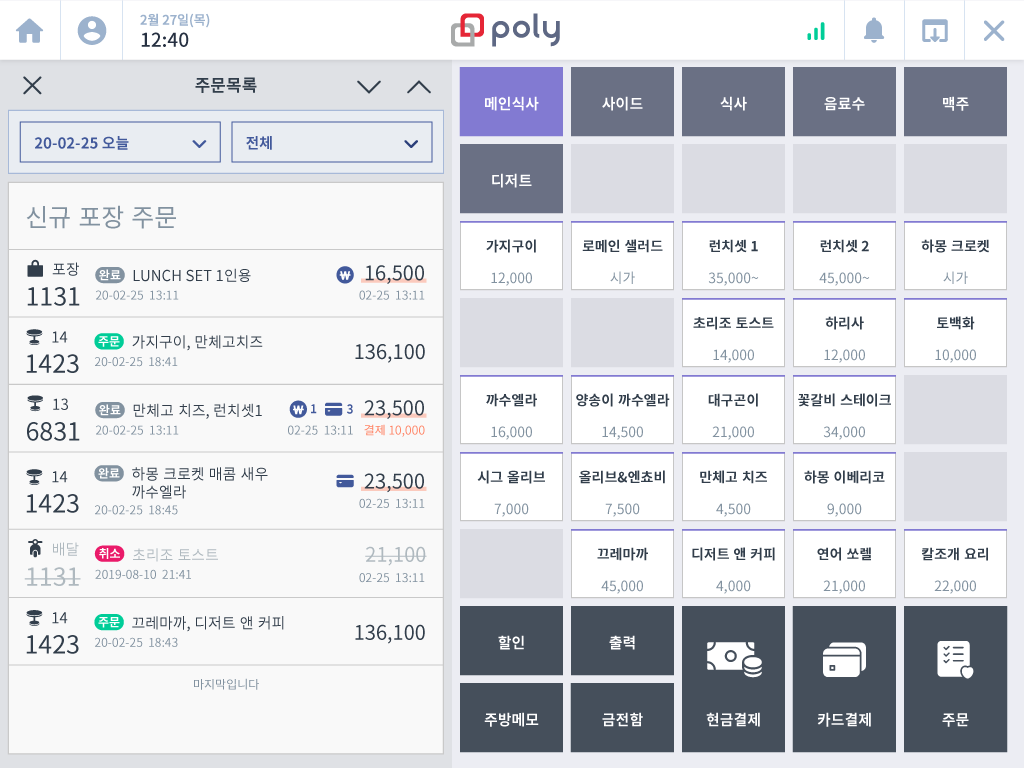 2월 27일(목)
12:40
poly
주문목록
20-02-25 오늘
전체
신규 포장 주문
포장
1131
완료 LUNCH SET 1인용
20-02-25 13:11
16,500
02-25 13:11
14
1423
주문 가지구이, 만체고치즈
20-02-25 18:41
136,100
13
6831
완료 만체고 치즈, 런치셋1
20-02-25 13:11
₩ 1 3 23,500
02-25 13:11 결제 10,000
14
1423
완료 하몽 크로켓 매콤 새우
까수엘라
20-02-25 18:45
23,500
02-25 13:11
배달
1131
취소 초리조 토스트
2019-08-10 21:41
21,100
02-25 13:11
14
1423
주문 끄레마까, 디저트 앤 커피
20-02-25 18:43
136,100
마지막입니다
메인식사 사이드 식사 음료수 맥주
디저트
가지구이 로메인 샐러드 런치셋 1 런치셋 2 하몽 크로켓
12,000 시가 35,000~ 45,000~ 시가
초리조 토스트 하리사 토백화
14,000 12,000 10,000
까수엘라 양송이 까수엘라 대구곤이 꽃갈비 스테이크
16,000 14,500 21,000 34,000
시그 올리브 올리브&엔쵸비 만체고 치즈 하몽 이베리코
7,000 7,500 4,500 9,000
끄레마까 디저트 앤 커피 연어 쏘렐 칼조개 요리
45,000 4,000 21,000 22,000
할인 출력
주방메모 금전함 현금결제 카드결제 주문